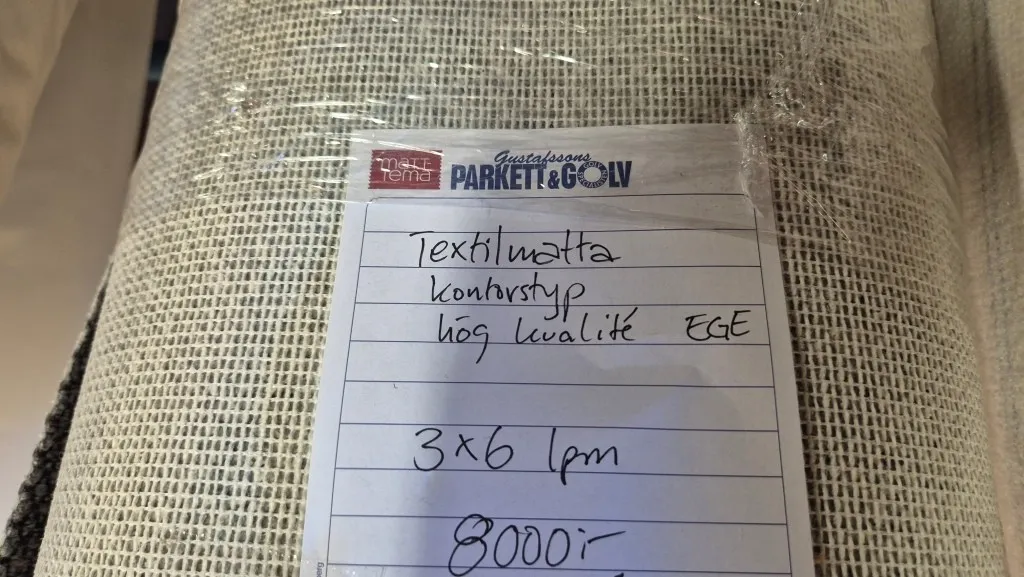 matt-
tema
Gustafssons
PARKETT & GOLV
Textilmatta
kontorstyp
hög kvalité EGE
3x6 lpm
8000:-